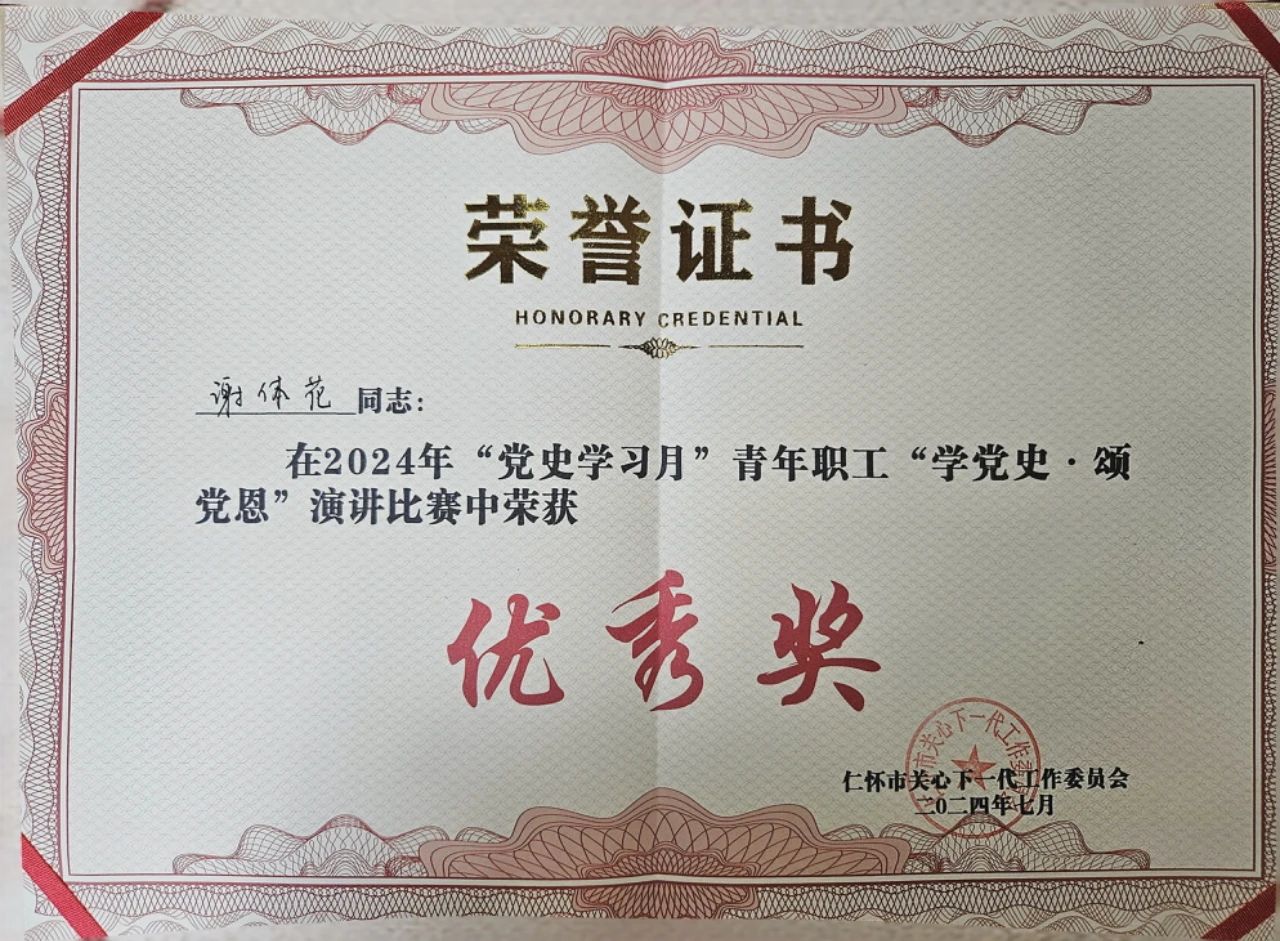 荣誉证书
HONORARY CREDENTIAL
谢体花同志：
在2024年“党史学习月”青年职工“学党史·颂
党恩”演讲比赛中荣获
优秀奖
仁怀市关心下一代工作委员会
二0二四年七月